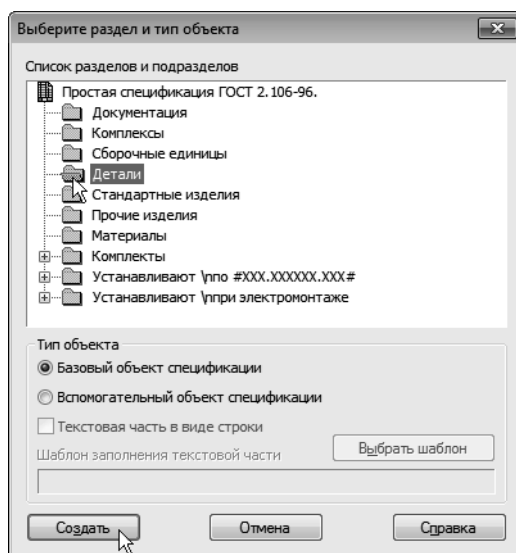 Выберите раздел и тип объекта
Список разделов и подразделов
Простая спецификация ГОСТ 2.106-96.
Документация
Комплексы
Сборочные единицы
Детали
Стандартные изделия
Прочие изделия
Материалы
Комплекты
Устанавливают \nпо #XXX.XXXXXX.XXX#
Устанавливают \nпри электромонтаже
Тип объекта
Базовый объект спецификации
Вспомогательный объект спецификации
Текстовая часть в виде строки
Шаблон заполнения текстовой части
Выбрать шаблон
Создать Отмена Справка